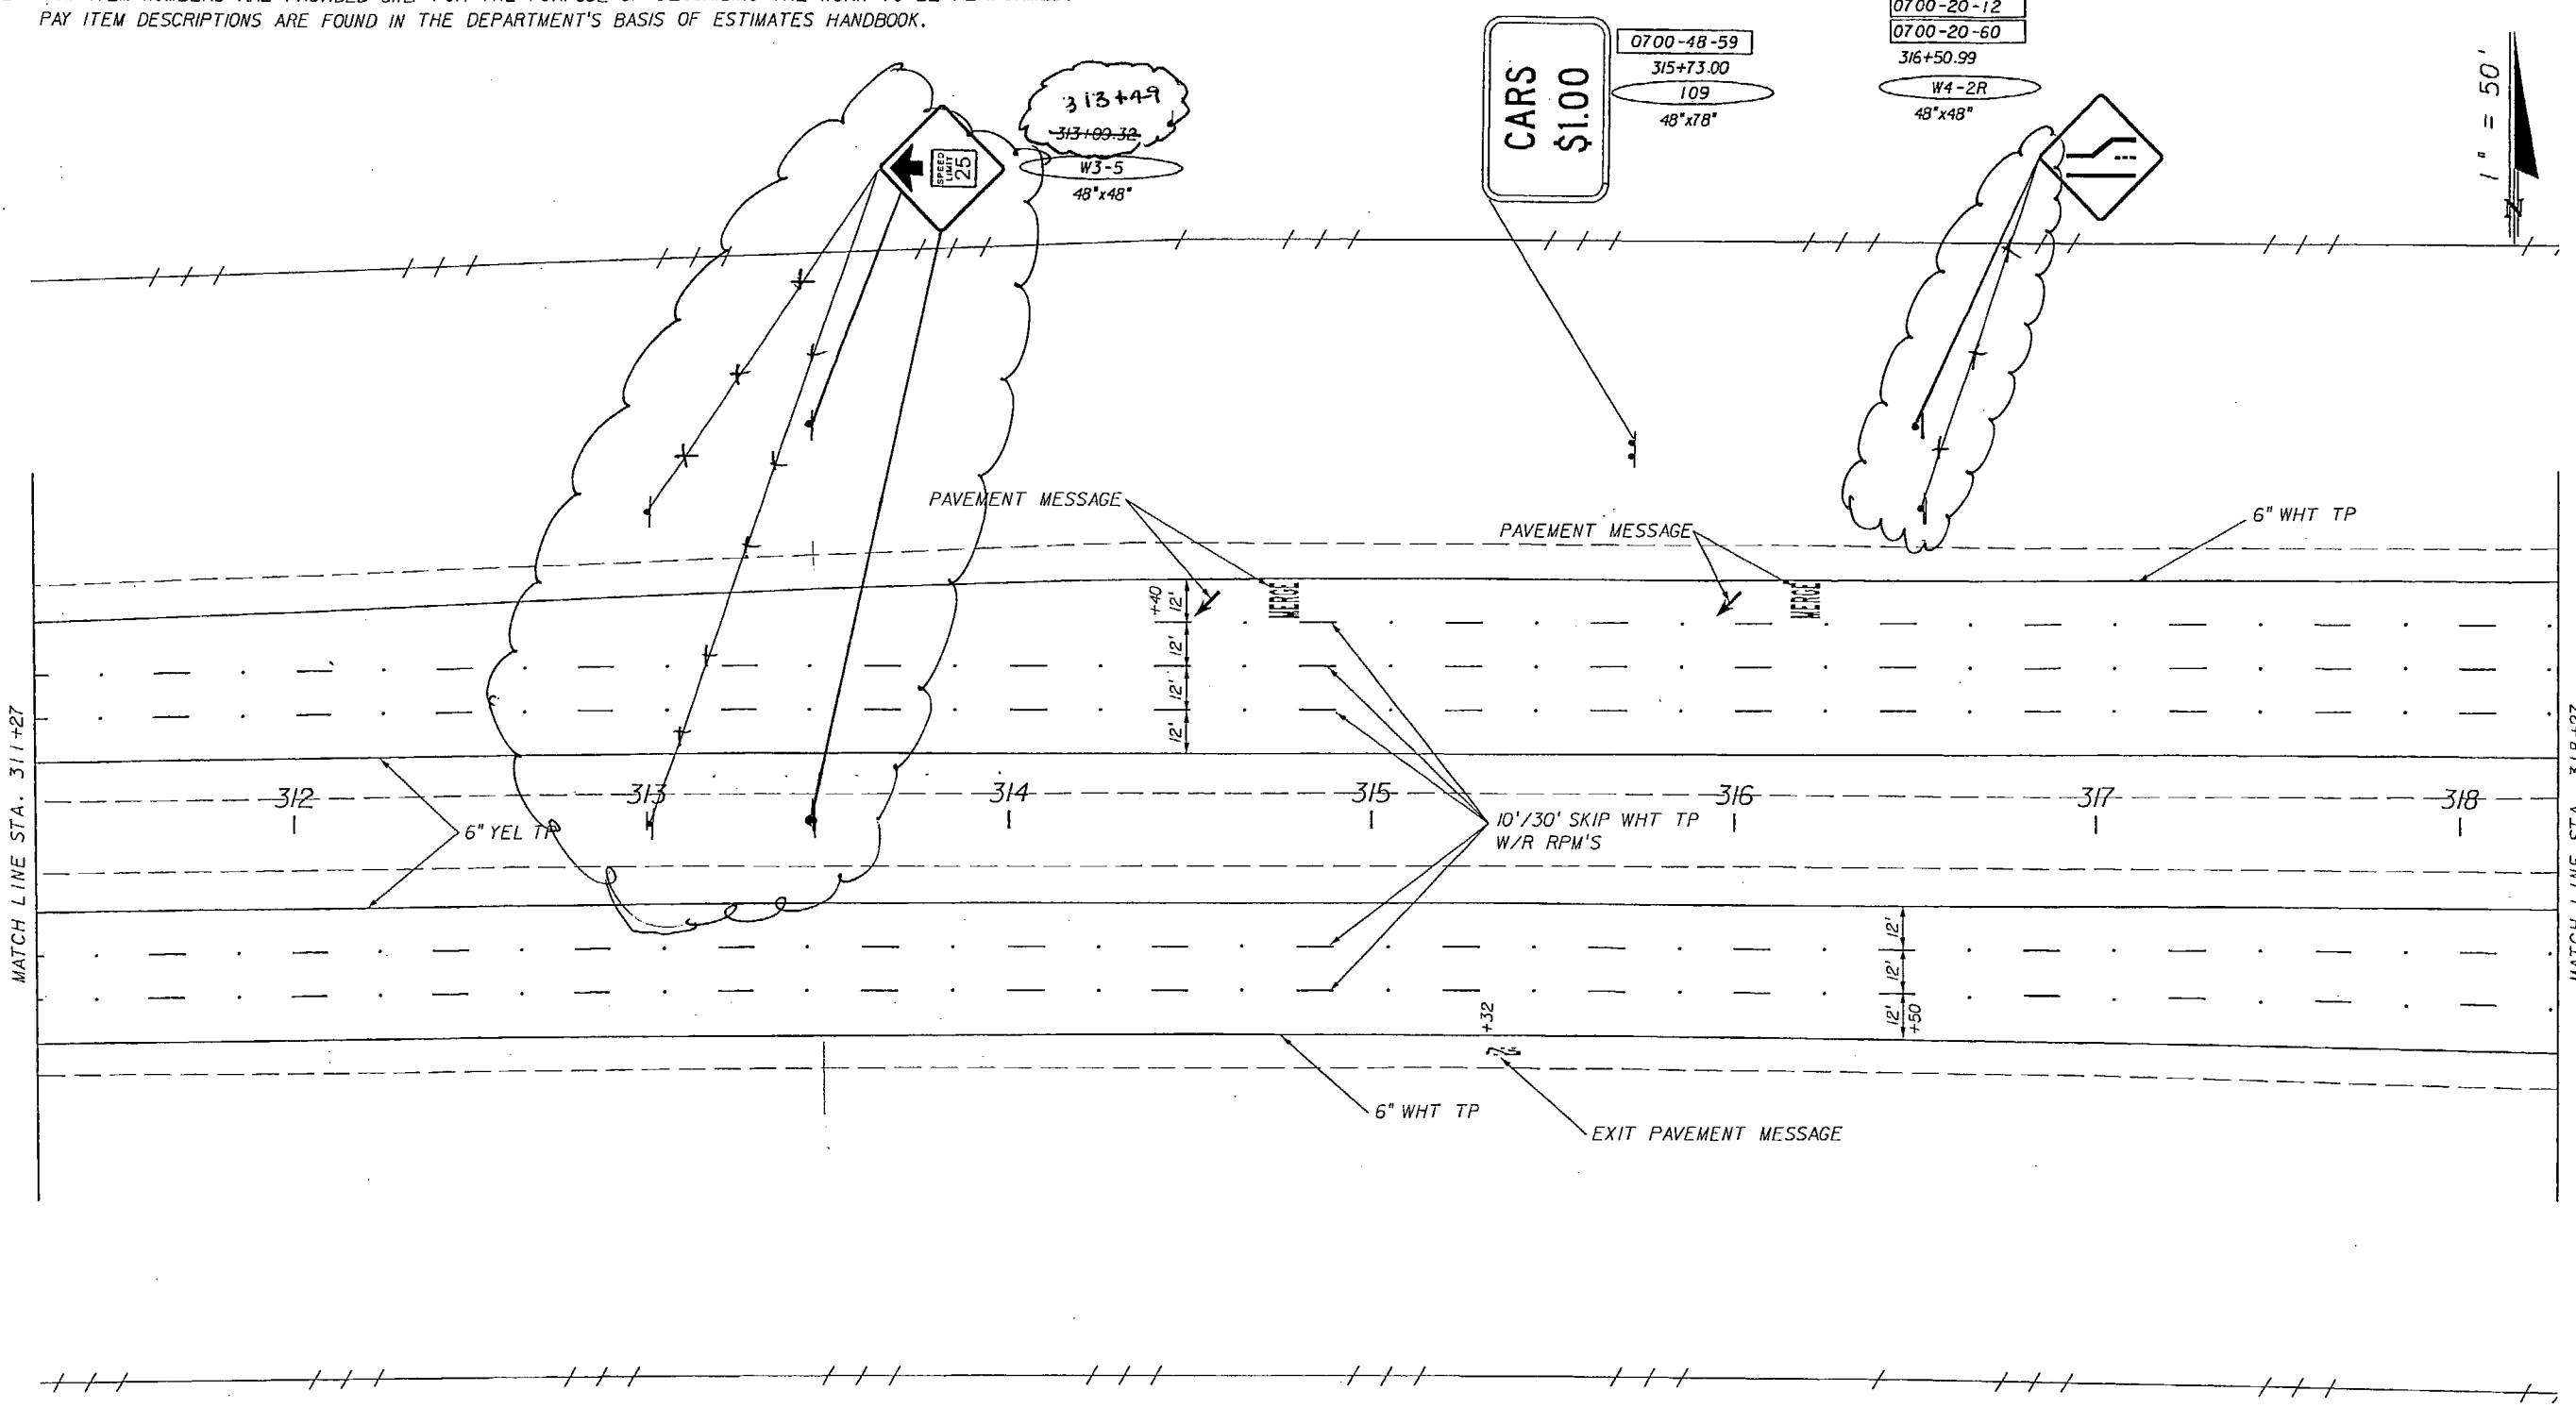 PAY ITEM DESCRIPTIONS ARE FOUND IN THE DEPARTMENT'S BASIS OF ESTIMATES HANDBOOK.
313+49
313+09.32
W3-5
48"x48"
SPEED
LIMIT
25
CARS
$1.00
0700-48-59
315+73.00
109
48"x78"
0700-20-12
0700-20-60
316+50.99
W4-2R
48"x48"
1" = 50'
N
PAVEMENT MESSAGE
PAVEMENT MESSAGE
6" WHT TP
MERGE
MERGE
+40
12'
12'
12'
12'
MATCH LINE STA. 311+27
312
313
314
315
316
317
318
6" YEL TP
10'/30' SKIP WHT TP
W/R RPM'S
12'
12'
12'
+50
+32
6" WHT TP
EXIT PAVEMENT MESSAGE
MATCH LINE STA. 318+27